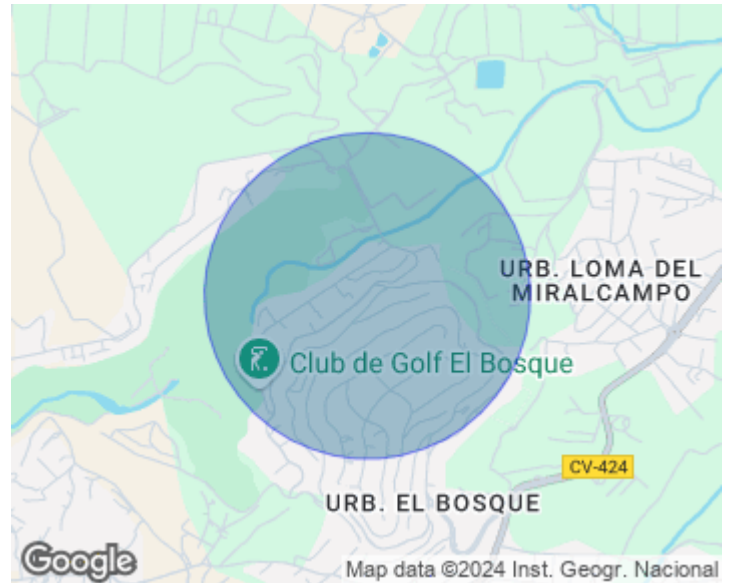 URB. LOMA DEL
MIRALCAMPO
Club de Golf El Bosque
CV-424
URB. EL BOSQUE
Google
Map data ©2024 Inst. Geogr. Nacional